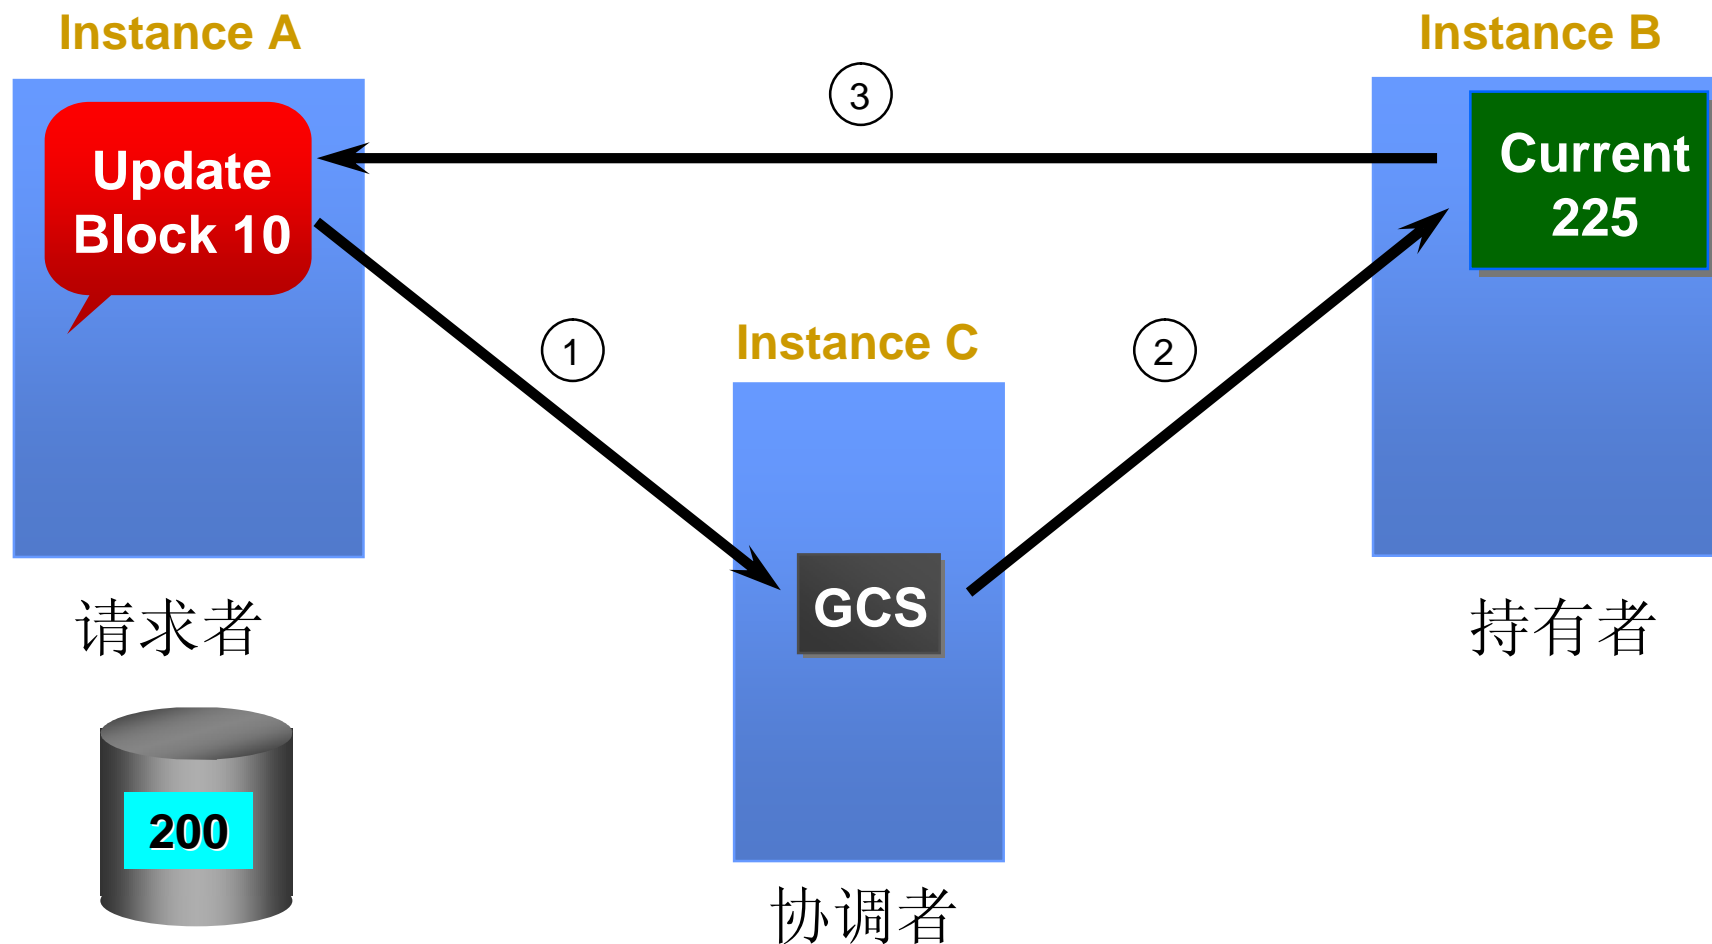 Instance A
Instance B
3
Update
Block 10
Current
225
1
Instance C
2
GCS
请求者
持有者
200
协调者